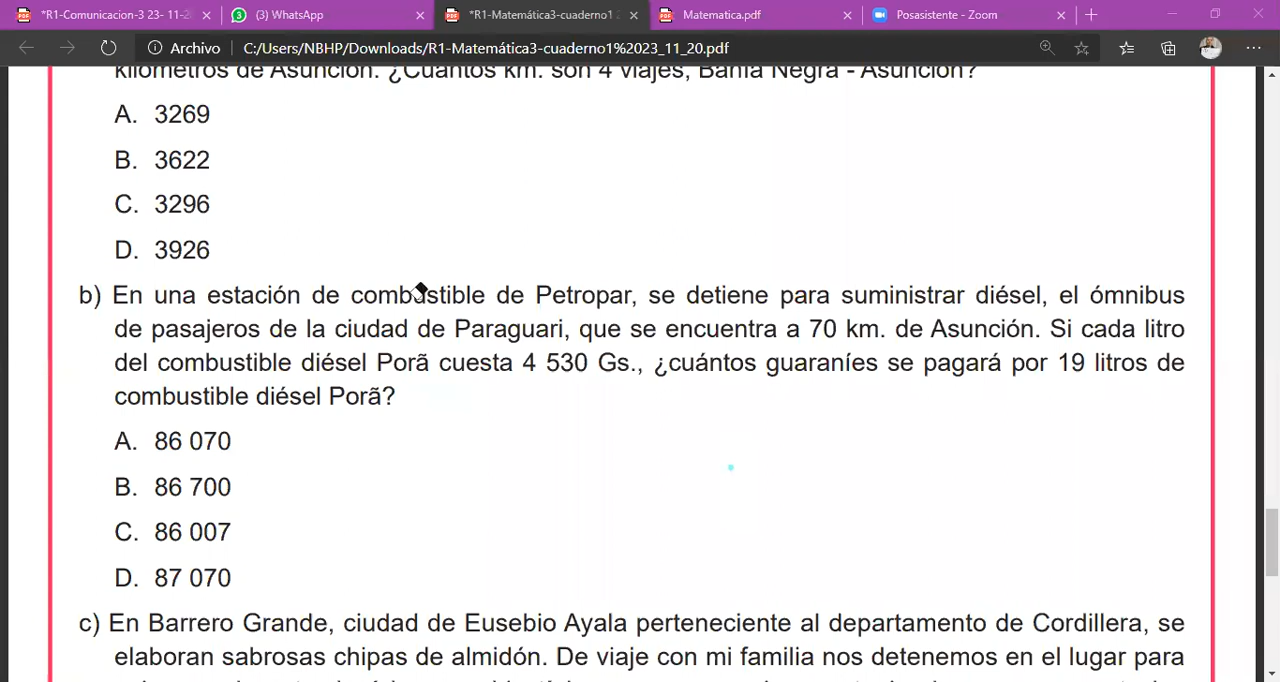 *R1-Comunicacion-3 23- 11-2
(3) WhatsApp
*R1-Matemática3-cuaderno1 2
Matematica.pdf
Posasistente - Zoom
Archivo
C:/Users/NBHP/Downloads/R1-Matemática3-cuaderno1%2023_11_20.pdf
kilómetros de Asunción. ¿Cuántos km. son 4 viajes, Bahía Negra - Asunción?
A. 3269
B. 3622
C. 3296
D. 3926
b) En una estación de combustible de Petropar, se detiene para suministrar diésel, el ómnibus
de pasajeros de la ciudad de Paraguari, que se encuentra a 70 km. de Asunción. Si cada litro
del combustible diésel Porã cuesta 4 530 Gs., ¿cuántos guaraníes se pagará por 19 litros de
combustible diésel Porã?
A. 86 070
B. 86 700
C. 86 007
D. 87 070
c) En Barrero Grande, ciudad de Eusebio Ayala perteneciente al departamento de Cordillera, se
elaboran sabrosas chipas de almidón. De viaje con mi familia nos detenemos en el lugar para